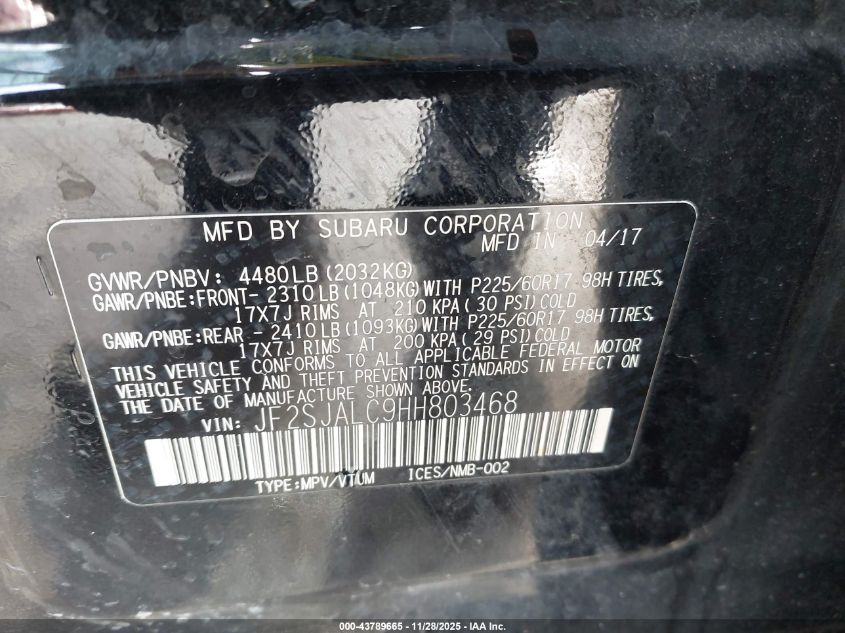 MFD BY SUBARU CORPORATION
MFD IN 04/17
GVWR/PNBV: 4480LB (2032KG)
GAWR/PNBE:FRONT- 2310 LB (1048KG) WITH P225/60R17 98H TIRES,
17X7J RIMS AT 210 KPA ( 30 PSI) COLD
GAWR/PNBE:REAR - 2410 LB (1093KG) WITH P225/60R17 98H TIRES,
17X7J RIMS AT 200 KPA ( 29 PSI) COLD
THIS VEHICLE CONFORMS TO ALL APPLICABLE FEDERAL MOTOR
VEHICLE SAFETY AND THEFT PREVENTION STANDARDS IN EFFECT ON
THE DATE OF MANUFACTURE SHOWN ABOVE.
VIN: JF2SJALC9HH803468
TYPE:MPV/VTUM ICES/NMB-002
000-43789665 - 11/28/2025 - IAA Inc.